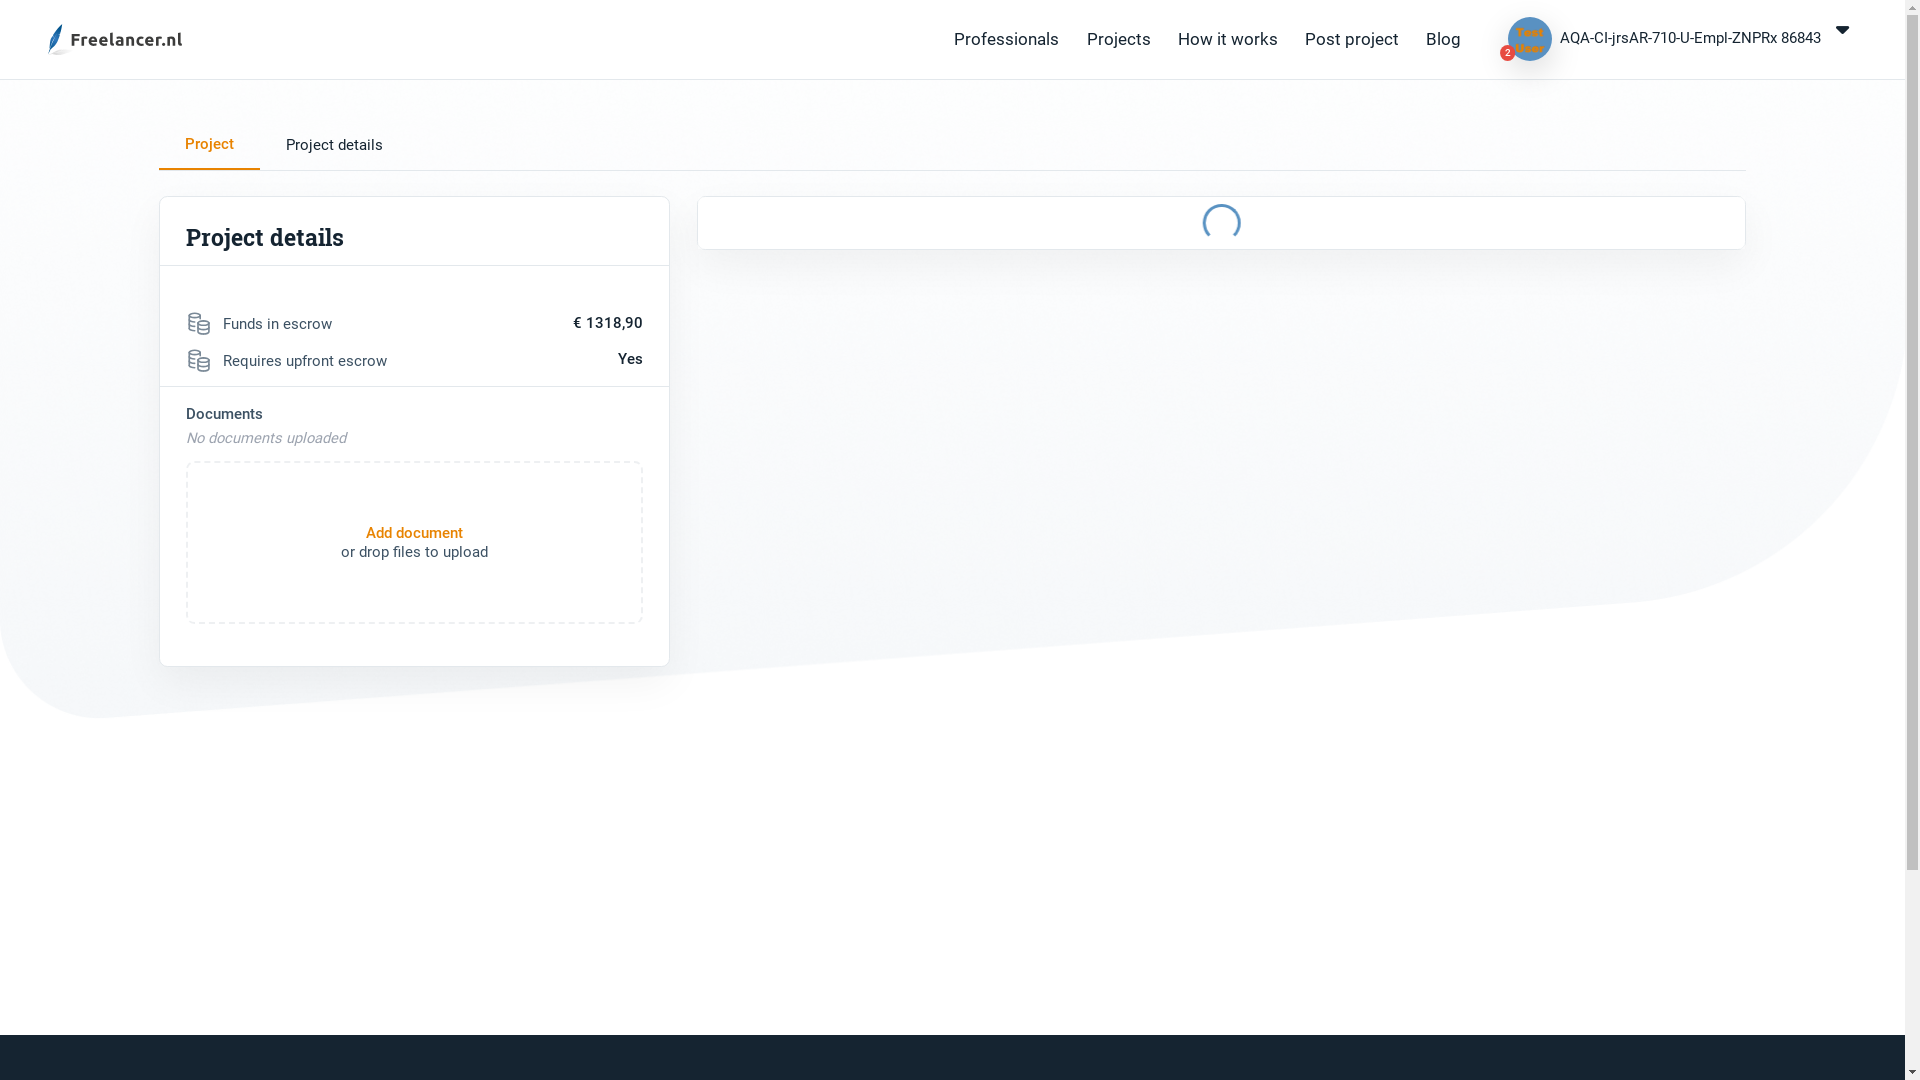 Freelancer.nl
Professionals
Projects
How it works
Post project
Blog
Test
User
2
AQA-CI-jrsAR-710-U-Empl-ZNPRx 86843
Project
Project details
Project details
Funds in escrow
€ 1318,90
Requires upfront escrow
Yes
Documents
No documents uploaded
Add document
or drop files to upload